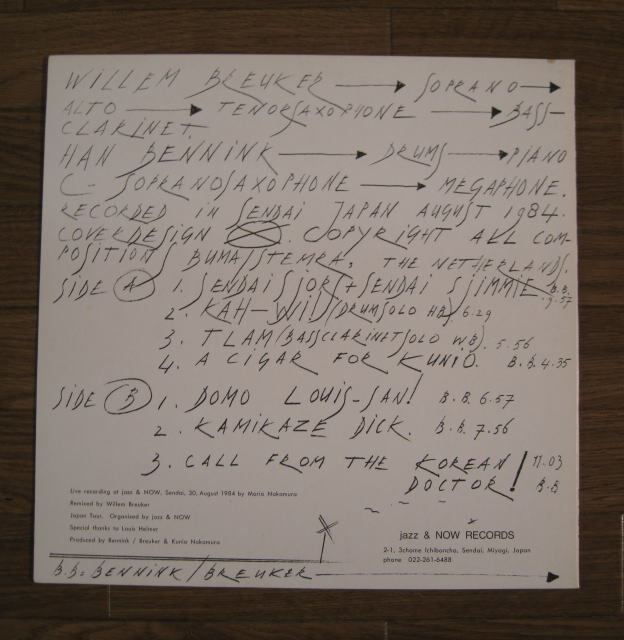 WILLEM BREUKER → SOPRANO →
ALTO → TENORSAXOPHONE → BASS-
CLARINET.
HAN BENNINK → DRUMS → PIANO
C- SOPRANOSAXOPHONE → MEGAPHONE.
RECORDED IN SENDAI JAPAN AUGUST 1984.
COVERDESIGN . COPYRIGHT ALL COM-
POSITIONS BUMA/STEMRA, THE NETHERLANDS.
SIDE A 1. SENDAI SJORS + SENDAI SJIMMIE B.B. 9.57
2. KAH-WID (DRUMSOLO HB) 6.29
3. TLAM (BASSCLARINETSOLO WB). 5.56
4. A CIGAR FOR KUNIO. B.B. 4.35
SIDE B 1. DOMO LOUIS-SAN! B.B. 6.57
2. KAMIKAZE DICK. B.B. 7.56
3. CALL FROM THE KOREAN 11.03
DOCTOR! B.B
Live recording at jazz & NOW, Sendai, 30, August 1984 by Mario Nakamura
Remixed by Willem Breuker
Japan Tour. Organised by jazz & NOW
Special thanks to Louis Helmer
Produced by Bennink / Breuker & Kunio Nakamura
jazz & NOW RECORDS
2-1, 3chome Ichibancho, Sendai, Miyagi, Japan
phone 022-261-6488
B.B. = BENNINK / BREUKER →